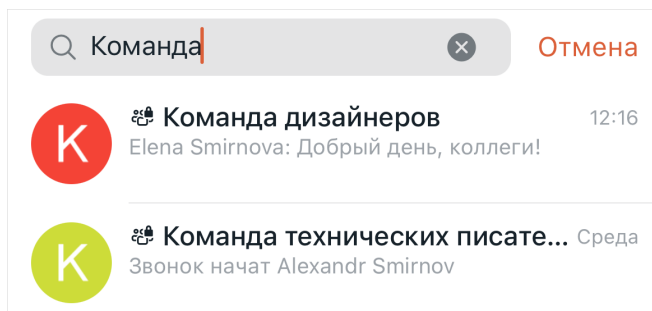 Команда Отмена
К Команда дизайнеров 12:16
Elena Smirnova: Добрый день, коллеги!
К Команда технических писате... Среда
Звонок начат Alexandr Smirnov